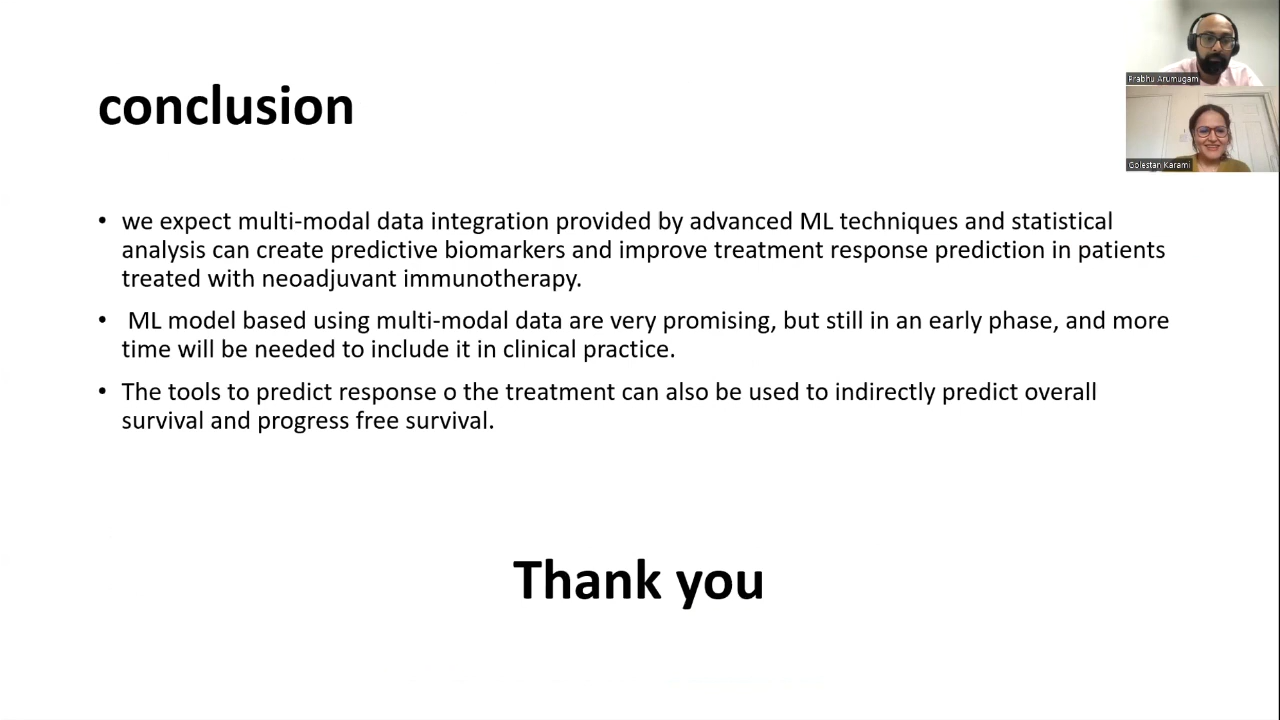 conclusion
• we expect multi-modal data integration provided by advanced ML techniques and statistical
analysis can create predictive biomarkers and improve treatment response prediction in patients
treated with neoadjuvant immunotherapy.
• ML model based using multi-modal data are very promising, but still in an early phase, and more
time will be needed to include it in clinical practice.
• The tools to predict response o the treatment can also be used to indirectly predict overall
survival and progress free survival.
Thank you
Prabhu Arumugam
Golestan Karami